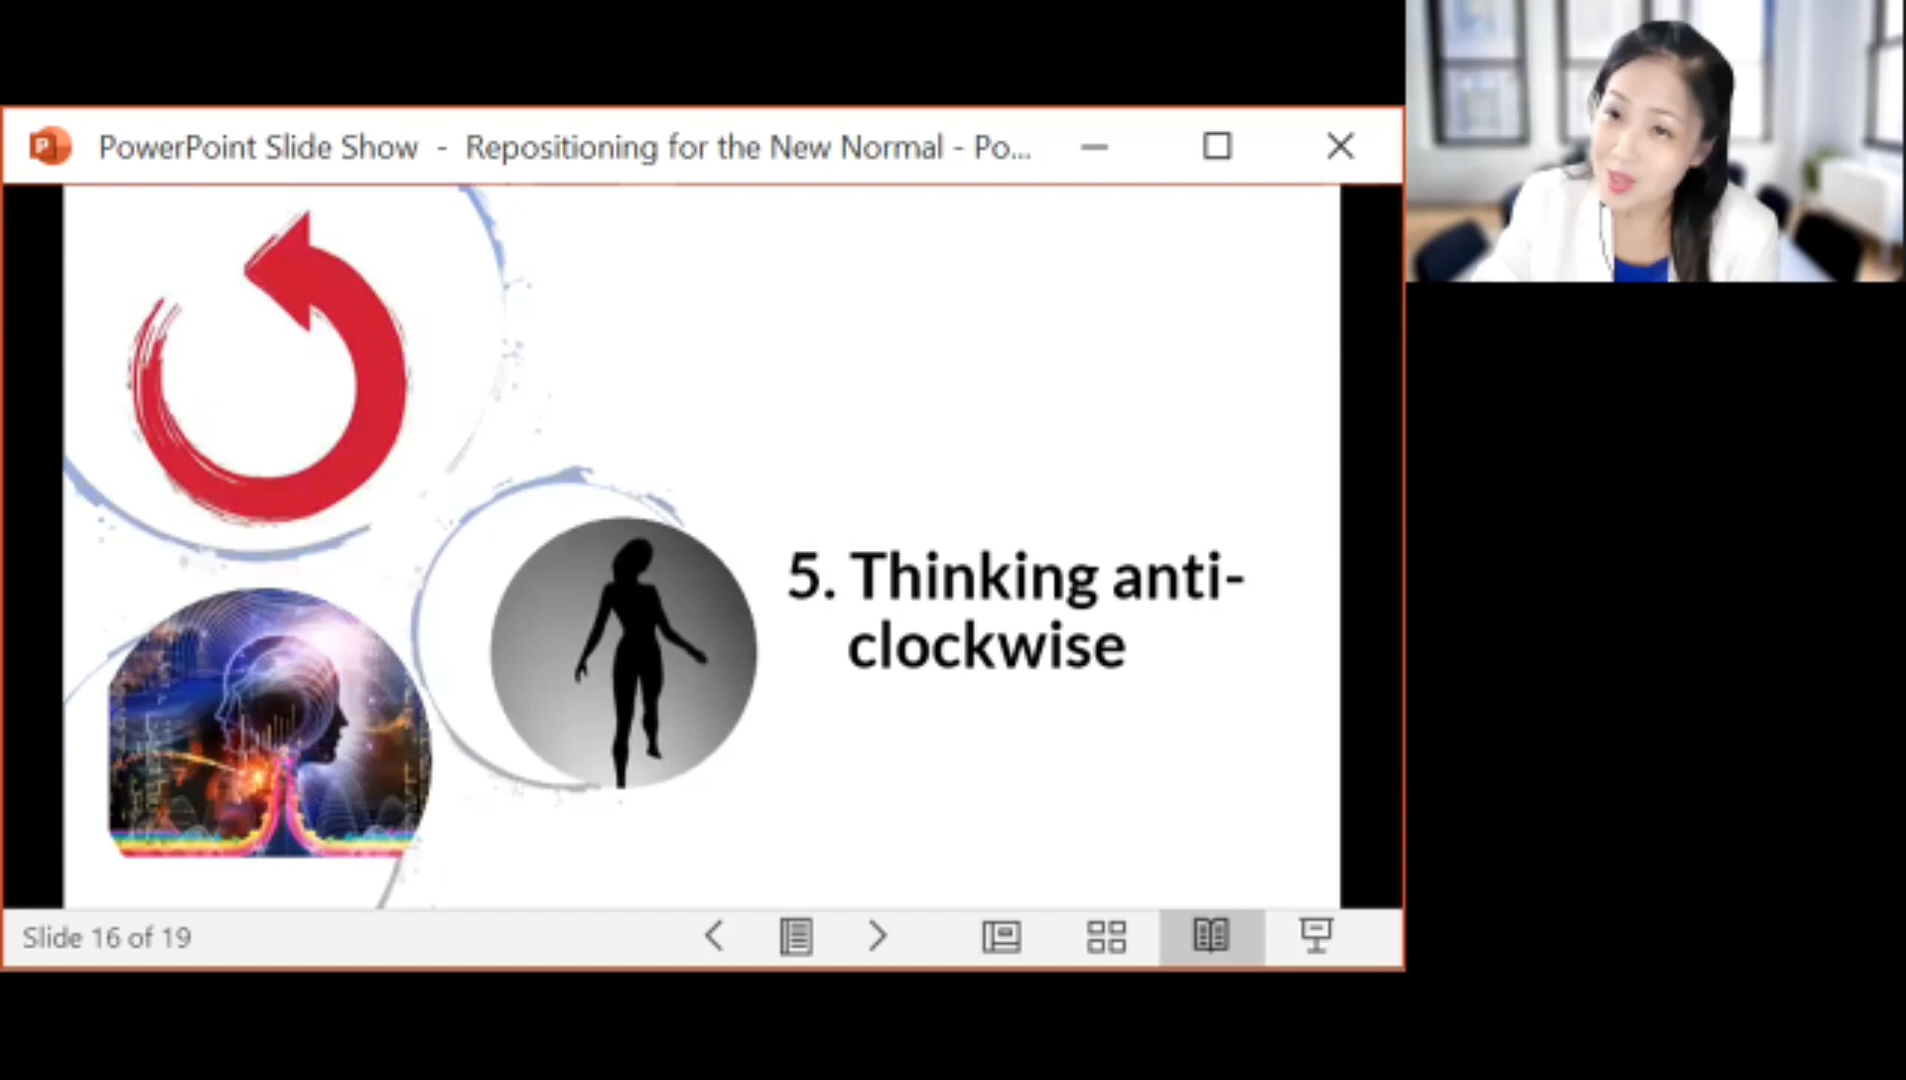 PowerPoint Slide Show - Repositioning for the New Normal - Po...
5. Thinking anti-
clockwise
Slide 16 of 19